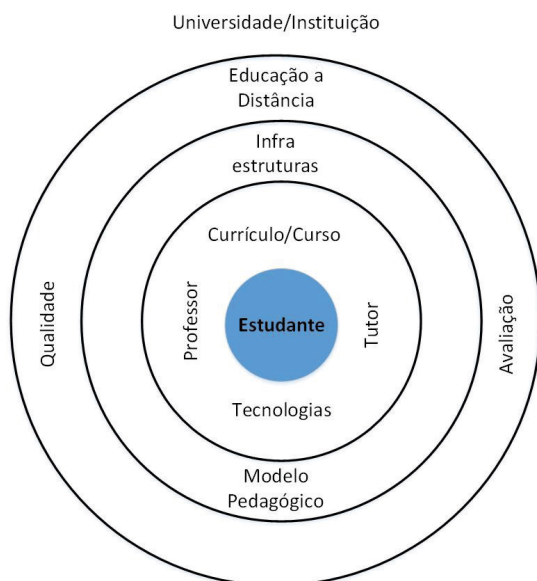 Universidade/Instituição
Educação a
Distância
Infra
estruturas
Currículo/Curso
Qualidade
Professor
Estudante
Tutor
Avaliação
Tecnologias
Modelo
Pedagógico